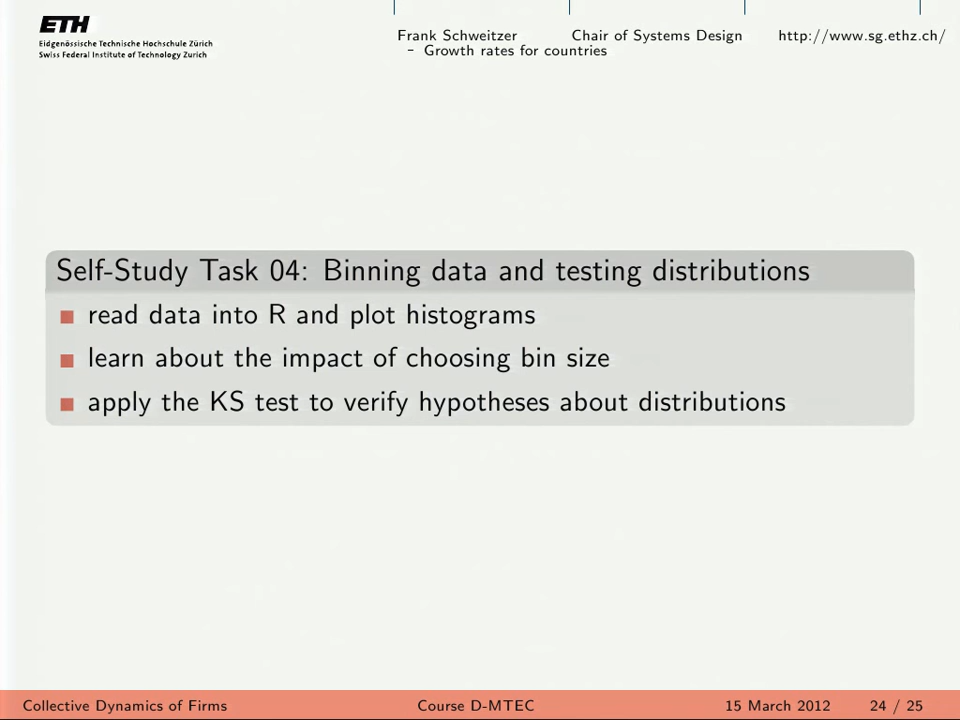 ETH
Eidgenössische Technische Hochschule Zürich
Swiss Federal Institute of Technology Zurich
Frank Schweitzer Chair of Systems Design http://www.sg.ethz.ch/
– Growth rates for countries
Self-Study Task 04: Binning data and testing distributions
read data into R and plot histograms
learn about the impact of choosing bin size
apply the KS test to verify hypotheses about distributions
Collective Dynamics of Firms Course D-MTEC 15 March 2012 24 / 25